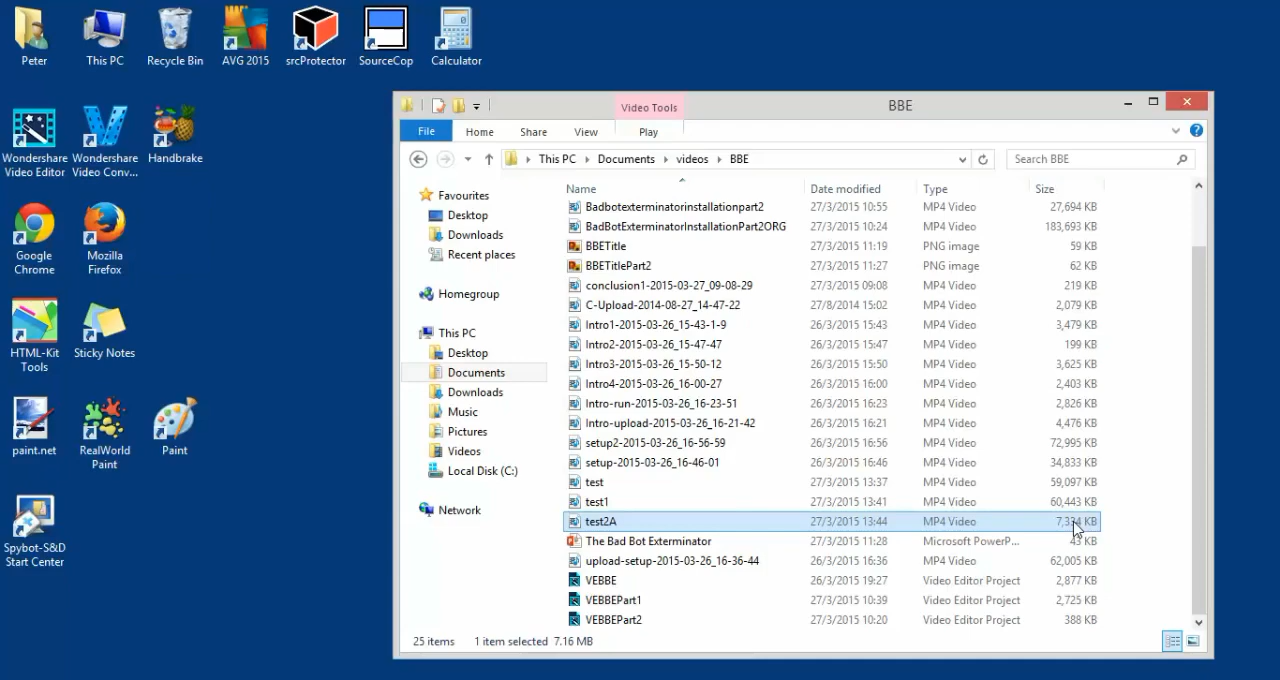 Peter
This PC
Recycle Bin
AVG 2015
srcProtector
SourceCop
Calculator
Wondershare
Video Editor
Wondershare
Video Conv...
Handbrake
Google
Chrome
Mozilla
Firefox
HTML-Kit
Tools
Sticky Notes
paint.net
RealWorld
Paint
Paint
Spybot-S&D
Start Center
Video Tools
BBE
File Home Share View Play
This PC Documents videos BBE
Search BBE
Favourites
Desktop
Downloads
Recent places
Homegroup
This PC
Desktop
Documents
Downloads
Music
Pictures
Videos
Local Disk (C:)
Network
Name Date modified Type Size
Badbotexterminatorinstallationpart2 27/3/2015 10:55 MP4 Video 27,694 KB
BadBotExterminatorInstallationPart2ORG 27/3/2015 10:24 MP4 Video 183,693 KB
BBETitle 27/3/2015 11:19 PNG image 59 KB
BBETitlePart2 27/3/2015 11:27 PNG image 62 KB
conclusion1-2015-03-27_09-08-29 27/3/2015 09:08 MP4 Video 219 KB
C-Upload-2014-08-27_14-47-22 27/8/2014 15:02 MP4 Video 2,079 KB
Intro1-2015-03-26_15-43-1-9 26/3/2015 15:43 MP4 Video 3,479 KB
Intro2-2015-03-26_15-47-47 26/3/2015 15:47 MP4 Video 199 KB
Intro3-2015-03-26_15-50-12 26/3/2015 15:50 MP4 Video 3,625 KB
Intro4-2015-03-26_16-00-27 26/3/2015 16:00 MP4 Video 2,403 KB
Intro-run-2015-03-26_16-23-51 26/3/2015 16:23 MP4 Video 2,826 KB
Intro-upload-2015-03-26_16-21-42 26/3/2015 16:21 MP4 Video 4,476 KB
setup2-2015-03-26_16-56-59 26/3/2015 16:56 MP4 Video 72,995 KB
setup-2015-03-26_16-46-01 26/3/2015 16:46 MP4 Video 34,833 KB
test 27/3/2015 13:37 MP4 Video 59,097 KB
test1 27/3/2015 13:41 MP4 Video 60,443 KB
test2A 27/3/2015 13:44 MP4 Video KB
The Bad Bot Exterminator 27/3/2015 11:28 Microsoft PowerP... KB
upload-setup-2015-03-26_16-36-44 26/3/2015 16:36 MP4 Video 62,005 KB
VEBBE 26/3/2015 19:27 Video Editor Project 2,877 KB
VEBBEPart1 27/3/2015 10:39 Video Editor Project 2,725 KB
VEBBEPart2 27/3/2015 10:20 Video Editor Project 388 KB
25 items 1 item selected 7.16 MB